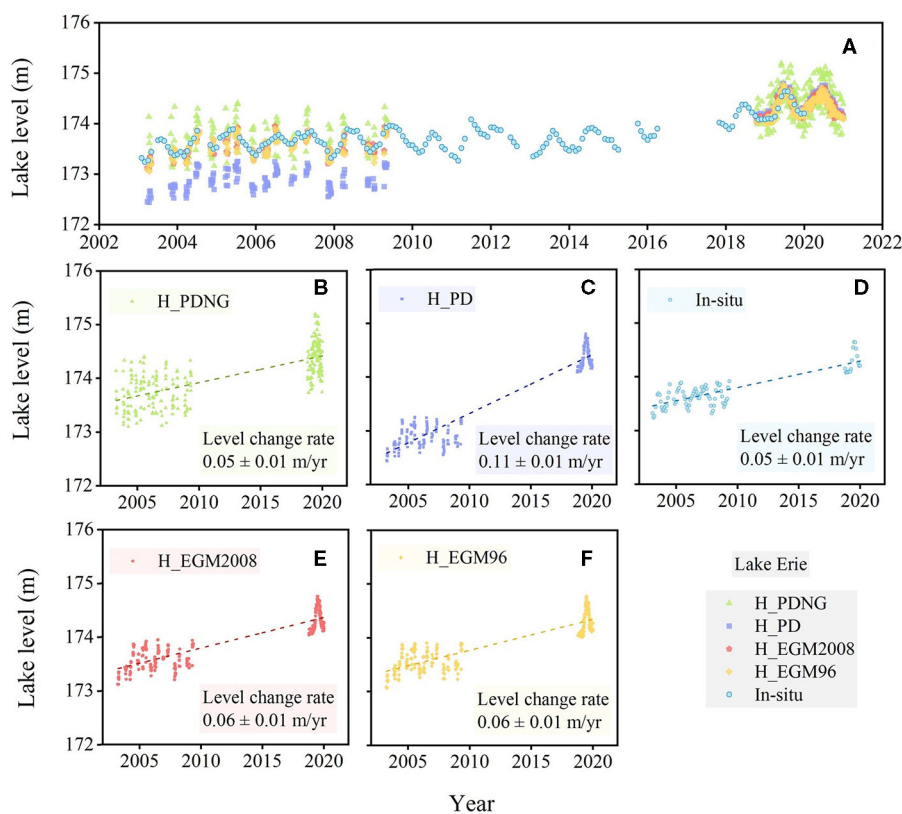 176
175
174
173
172
Lake level (m)
A
2002 2004 2006 2008 2010 2012 2014 2016 2018 2020 2022
176
175
174
173
172
Lake level (m)
H_PDNG
B
Level change rate
0.05 ± 0.01 m/yr
2005 2010 2015 2020
H_PD
C
Level change rate
0.11 ± 0.01 m/yr
2005 2010 2015 2020
In-situ
D
Level change rate
0.05 ± 0.01 m/yr
2005 2010 2015 2020
176
175
174
173
172
Lake level (m)
H_EGM2008
E
Level change rate
0.06 ± 0.01 m/yr
2005 2010 2015 2020
H_EGM96
F
Level change rate
0.06 ± 0.01 m/yr
2005 2010 2015 2020
Lake Erie
H_PDNG
H_PD
H_EGM2008
H_EGM96
In-situ
Year